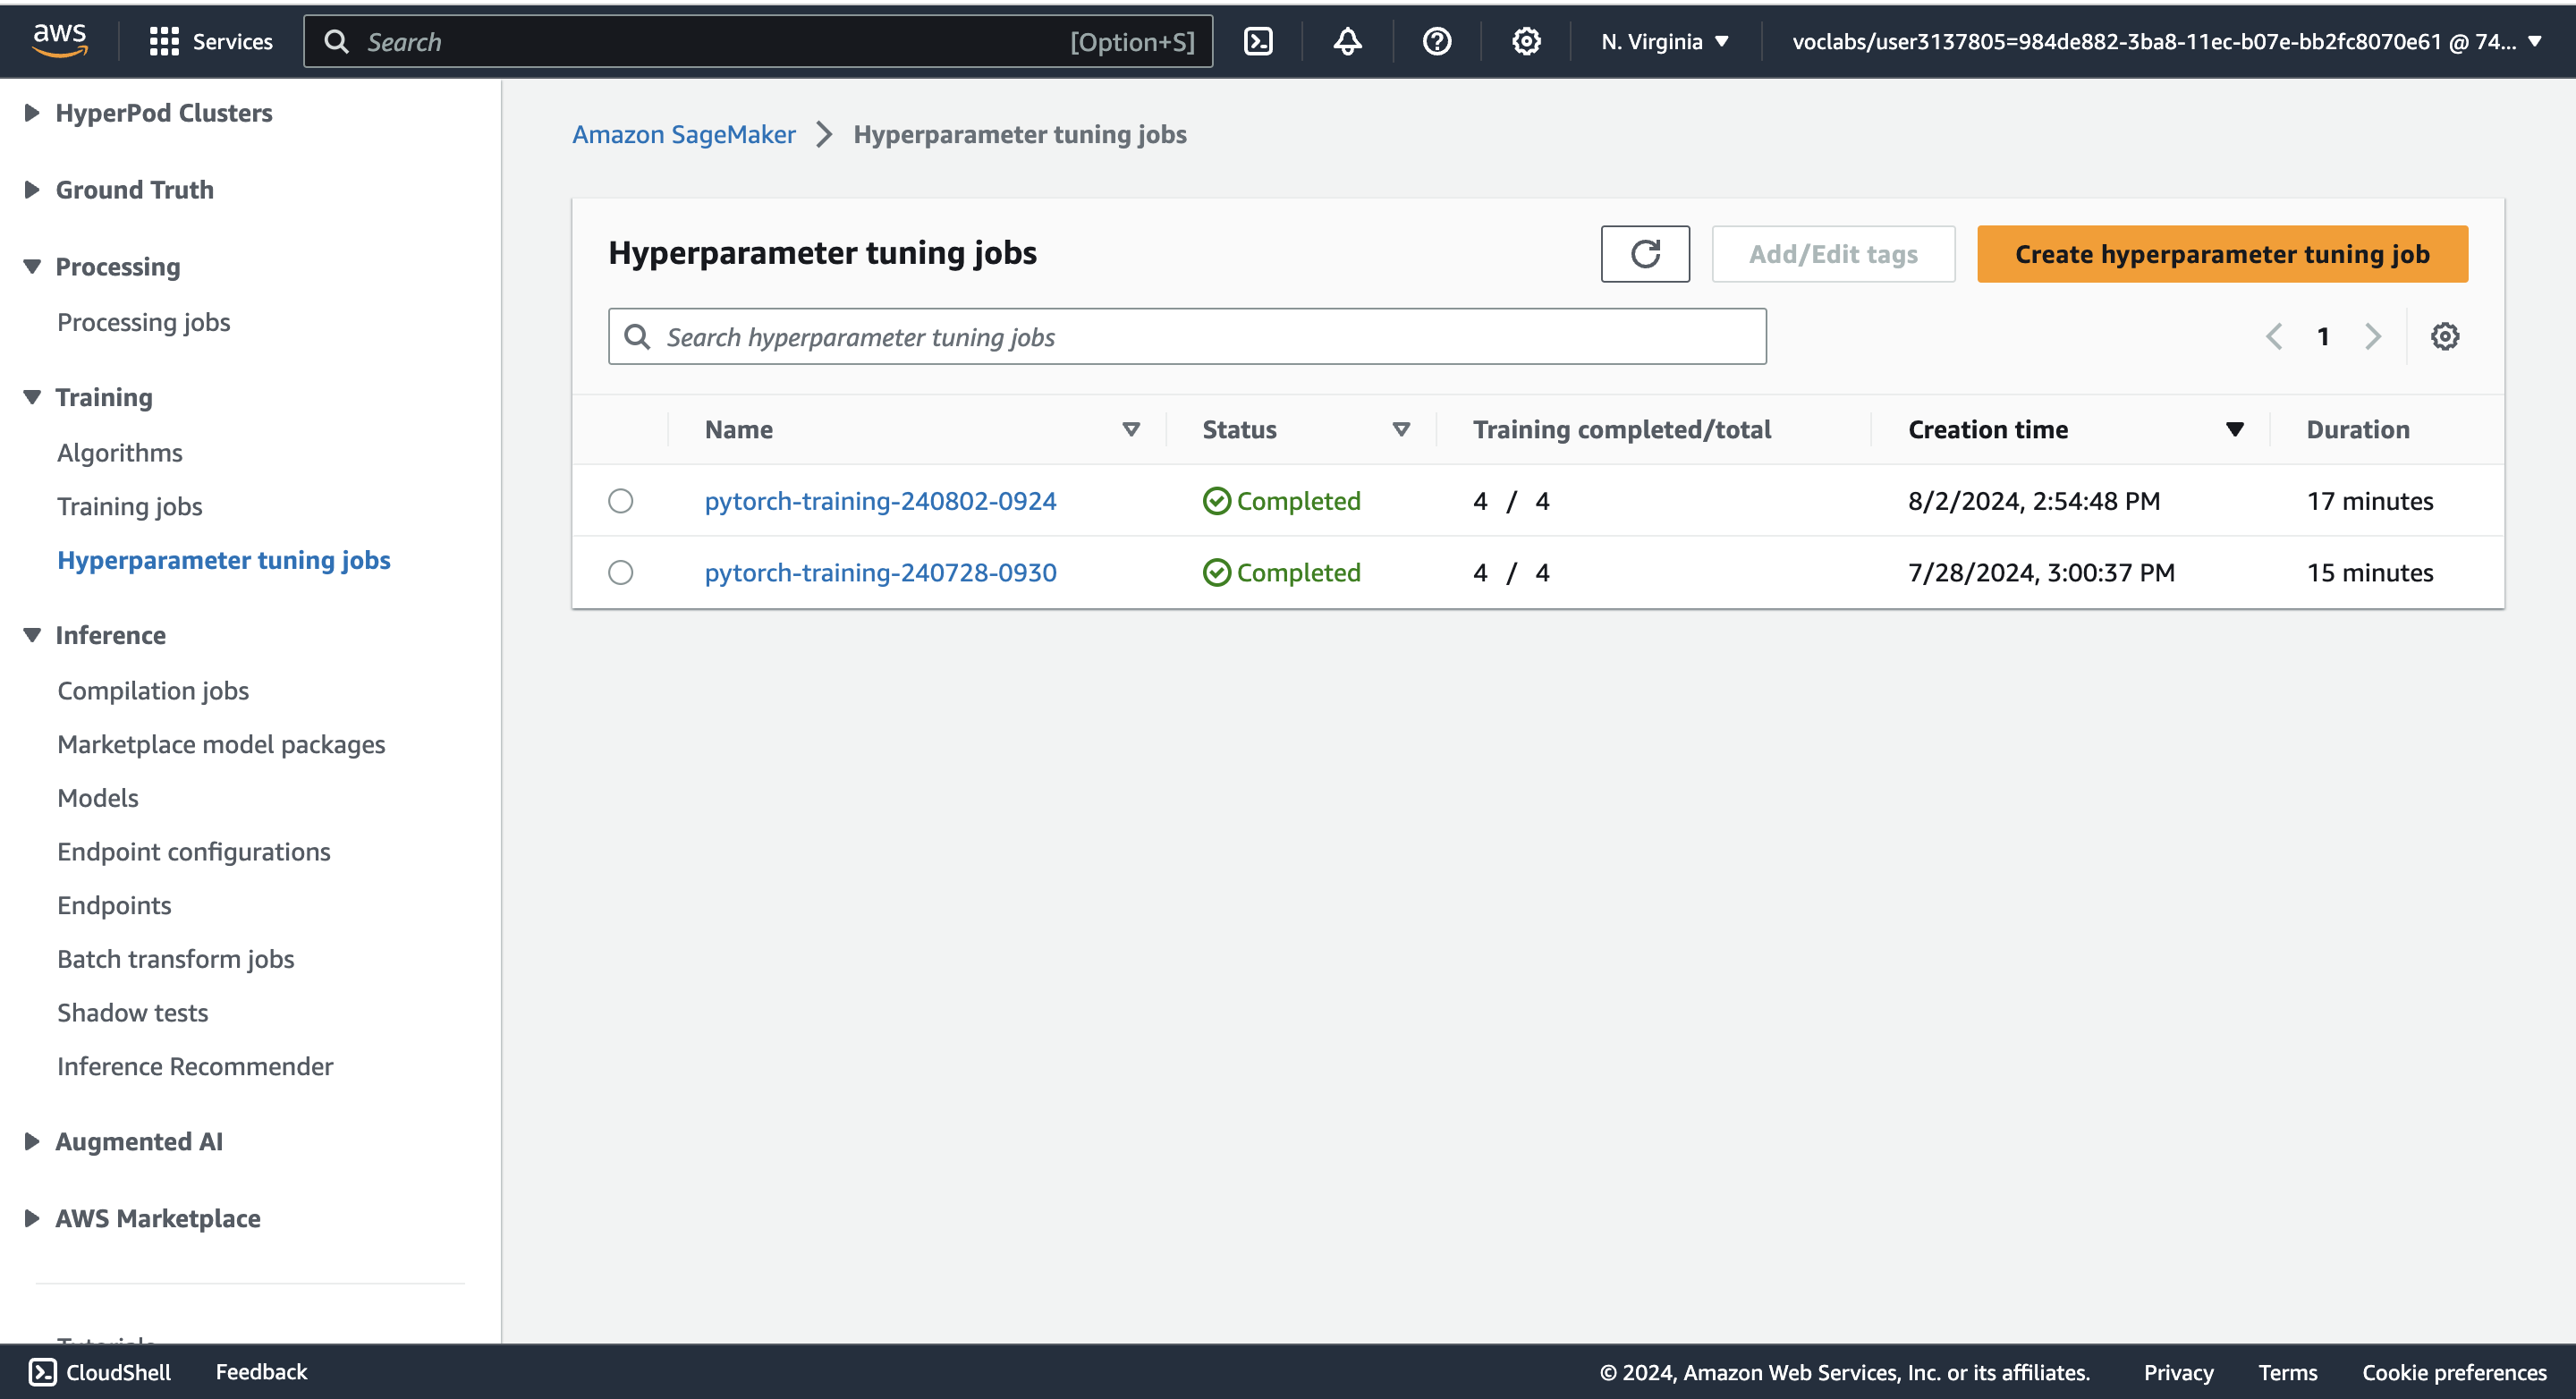 aws
Services
Search [Option+S]
N. Virginia
voclabs/user3137805=984de882-3ba8-11ec-b07e-bb2fc8070e61 @ 74...
HyperPod Clusters
Ground Truth
Processing
Processing jobs
Training
Algorithms
Training jobs
Hyperparameter tuning jobs
Inference
Compilation jobs
Marketplace model packages
Models
Endpoint configurations
Endpoints
Batch transform jobs
Shadow tests
Inference Recommender
Augmented AI
AWS Marketplace
Tutorials
Amazon SageMaker > Hyperparameter tuning jobs
Hyperparameter tuning jobs
Add/Edit tags
Create hyperparameter tuning job
Search hyperparameter tuning jobs
1
Name Status Training completed/total Creation time Duration
pytorch-training-240802-0924 Completed 4 / 4 8/2/2024, 2:54:48 PM 17 minutes
pytorch-training-240728-0930 Completed 4 / 4 7/28/2024, 3:00:37 PM 15 minutes
CloudShell Feedback © 2024, Amazon Web Services, Inc. or its affiliates. Privacy Terms Cookie preferences